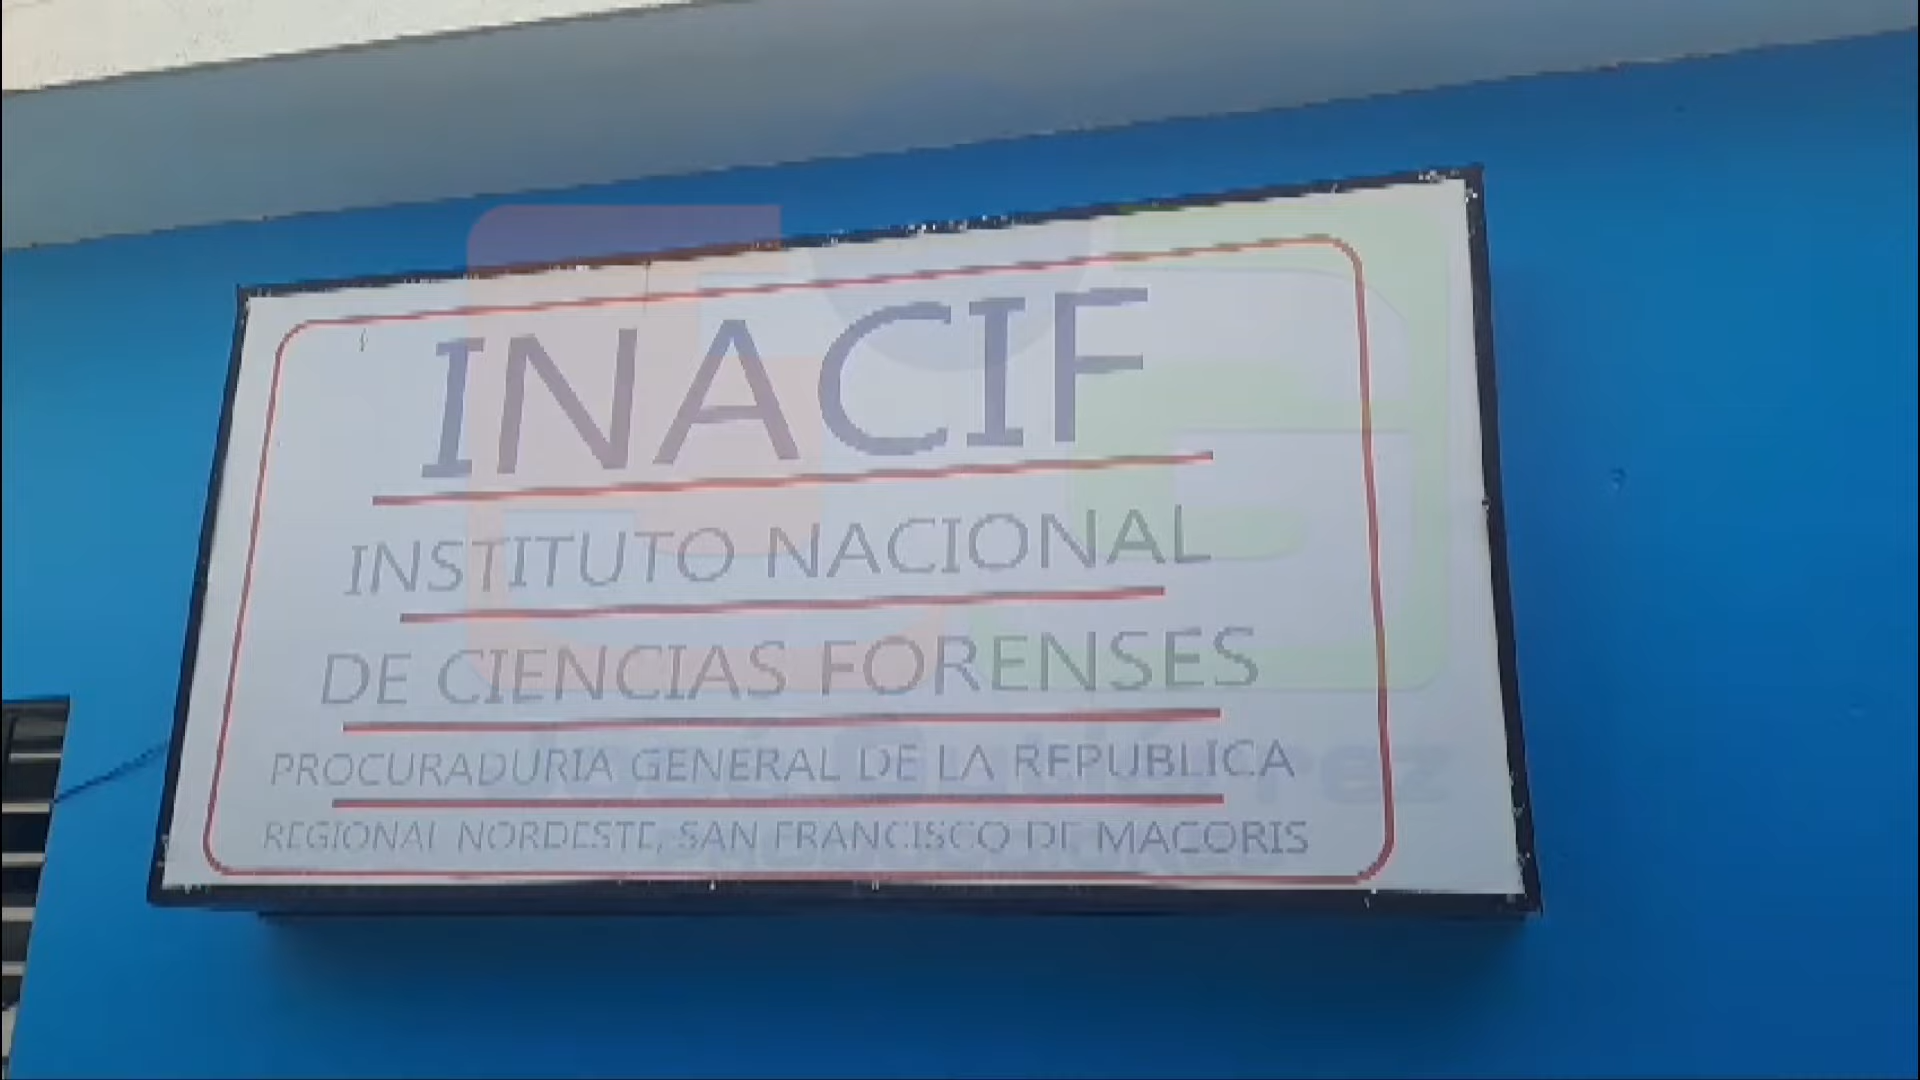 INACIF
INSTITUTO NACIONAL
DE CIENCIAS FORENSES
PROCURADURIA GENERAL DE LA REPUBLICA
REGIONAL NORDESTE, SAN FRANCISCO DE MACORIS